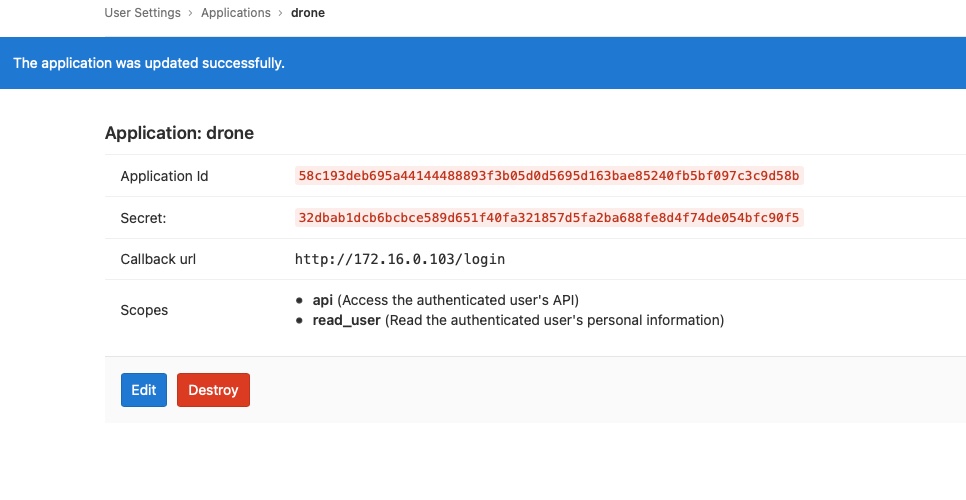 User Settings › Applications › drone
The application was updated successfully.
Application: drone
Application Id 58c193deb695a44144488893f3b05d0d5695d163bae85240fb5bf097c3c9d58b
Secret: 32dbab1dcb6bcbce589d651f40fa321857d5fa2ba688fe8d4f74de054bfc90f5
Callback url http://172.16.0.103/login
Scopes
• api (Access the authenticated user's API)
• read_user (Read the authenticated user's personal information)
Edit Destroy